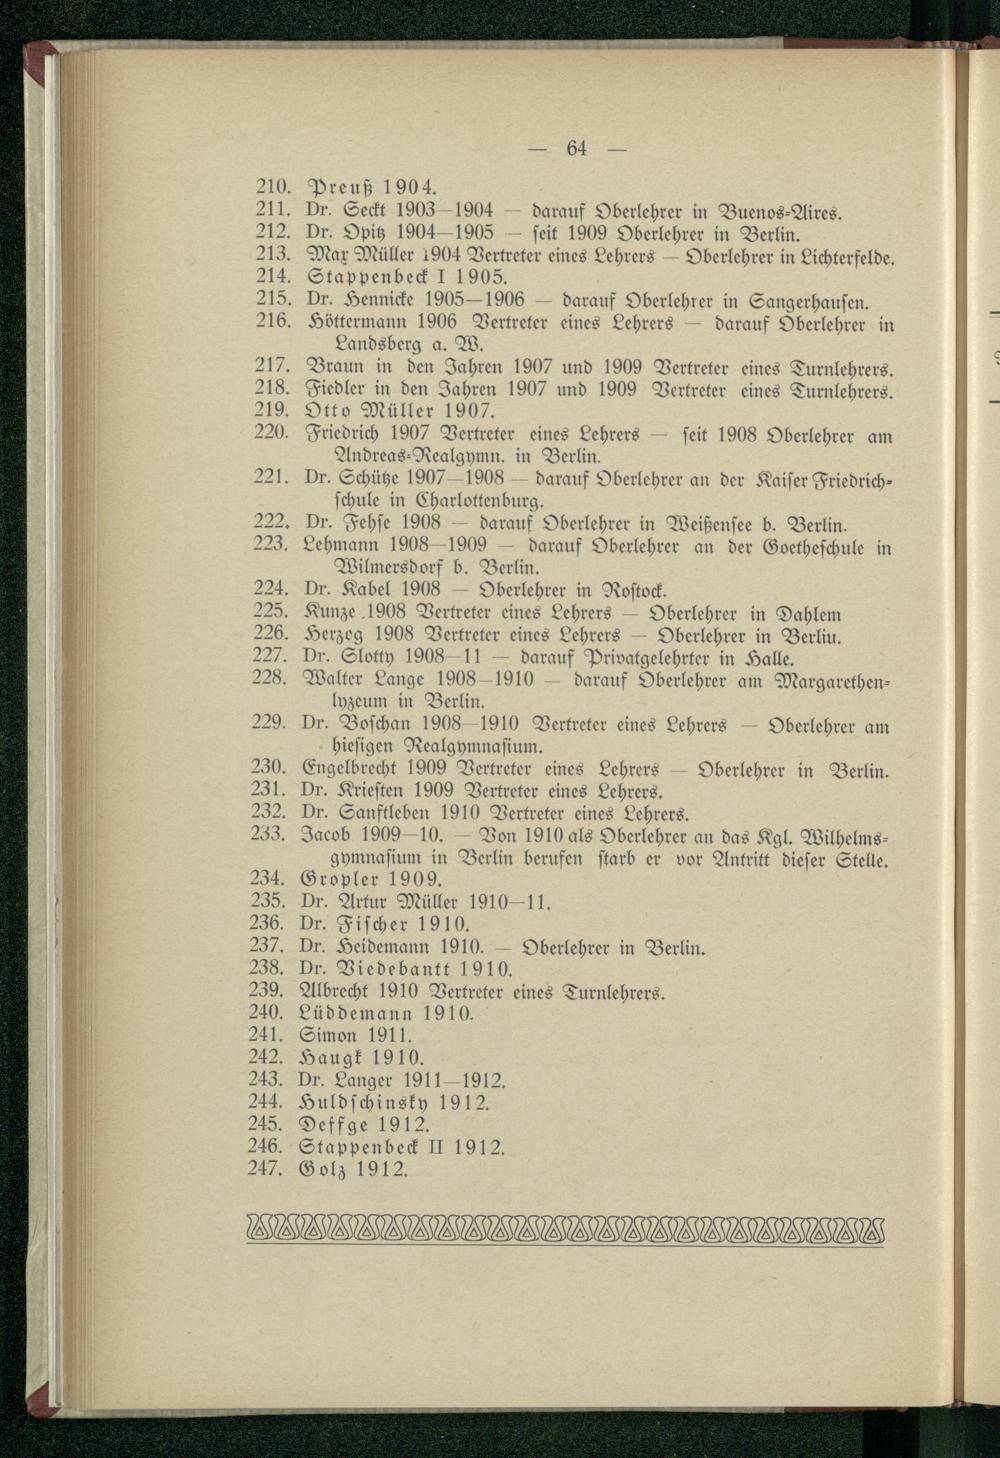 — 64 —
210. Preuß 1904.
211. Dr. Seckt 1903—1904 — darauf Oberlehrer in Buenos-Aires.
212. Dr. Opitz 1904—1905 — seit 1909 Oberlehrer in Berlin.
213. Max Müller 1904 Vertreter eines Lehrers — Oberlehrer in Lichterfelde.
214. Stappenbeck I 1905.
215. Dr. Hennicke 1905—1906 — darauf Oberlehrer in Sangerhausen.
216. Höttermann 1906 Vertreter eines Lehrers — darauf Oberlehrer in
Landsberg a. W.
217. Braun in den Jahren 1907 und 1909 Vertreter eines Turnlehrers.
218. Fiedler in den Jahren 1907 und 1909 Vertreter eines Turnlehrers.
219. Otto Müller 1907.
220. Friedrich 1907 Vertreter eines Lehrers — seit 1908 Oberlehrer am
Andreas-Realgymn. in Berlin.
221. Dr. Schütze 1907—1908 — darauf Oberlehrer an der Kaiser Friedrich-
schule in Charlottenburg.
222. Dr. Fehse 1908 — darauf Oberlehrer in Weißensee b. Berlin.
223. Lehmann 1908—1909 — darauf Oberlehrer an der Goetheschule in
Wilmersdorf b. Berlin.
224. Dr. Kabel 1908 — Oberlehrer in Rostock.
225. Kunze 1908 Vertreter eines Lehrers — Oberlehrer in Dahlem
226. Herzog 1908 Vertreter eines Lehrers — Oberlehrer in Berliu.
227. Dr. Slotty 1908—11 — darauf Privatgelehrter in Halle.
228. Walter Lange 1908—1910 — darauf Oberlehrer am Margarethen-
lyzeum in Berlin.
229. Dr. Boschan 1908—1910 Vertreter eines Lehrers — Oberlehrer am
hiesigen Realgymnasium.
230. Engelbrecht 1909 Vertreter eines Lehrers — Oberlehrer in Berlin.
231. Dr. Kriesten 1909 Vertreter eines Lehrers.
232. Dr. Sanftleben 1910 Vertreter eines Lehrers.
233. Jacob 1909—10. — Von 1910 als Oberlehrer an das Kgl. Wilhelms-
gymnasium in Berlin berufen starb er vor Antritt dieser Stelle.
234. Gropler 1909.
235. Dr. Artur Müller 1910—11.
236. Dr. Fischer 1910.
237. Dr. Heidemann 1910. — Oberlehrer in Berlin.
238. Dr. Viedebantt 1910.
239. Albrecht 1910 Vertreter eines Turnlehrers.
240. Lüddemann 1910.
241. Simon 1911.
242. Haugk 1910.
243. Dr. Langer 1911—1912.
244. Huldschinsky 1912.
245. Deffge 1912.
246. Stappenbeck II 1912.
247. Golz 1912.